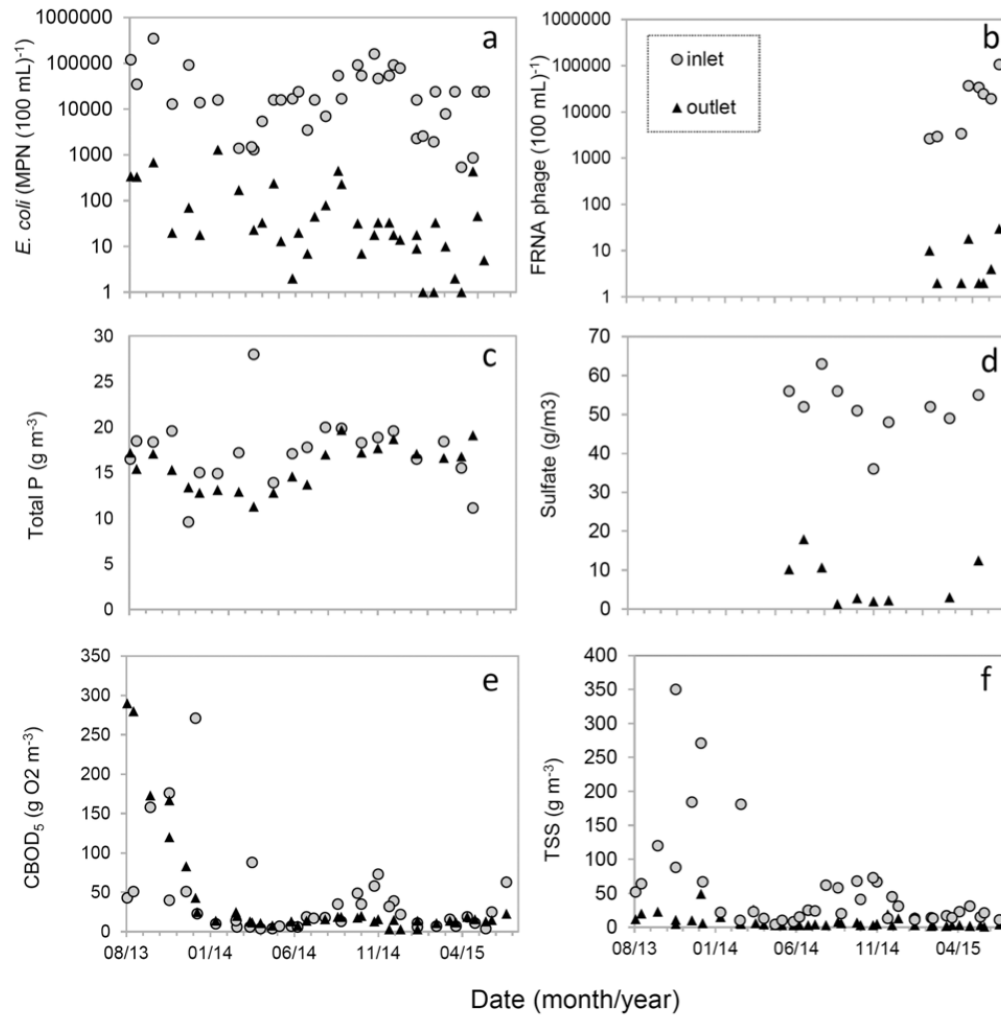 a
E. coli (MPN (100 mL)-1)
1000000
100000
10000
1000
100
10
1
b
inlet
outlet
FRNA phage (100 mL)-1)
1000000
100000
10000
1000
100
10
1
c
Total P (g m-3)
30
25
20
15
10
5
0
d
Sulfate (g/m3)
70
60
50
40
30
20
10
0
e
CBOD5 (g O2 m-3)
350
300
250
200
150
100
50
0
08/13 01/14 06/14 11/14 04/15
f
TSS (g m-3)
400
350
300
250
200
150
100
50
0
08/13 01/14 06/14 11/14 04/15
Date (month/year)